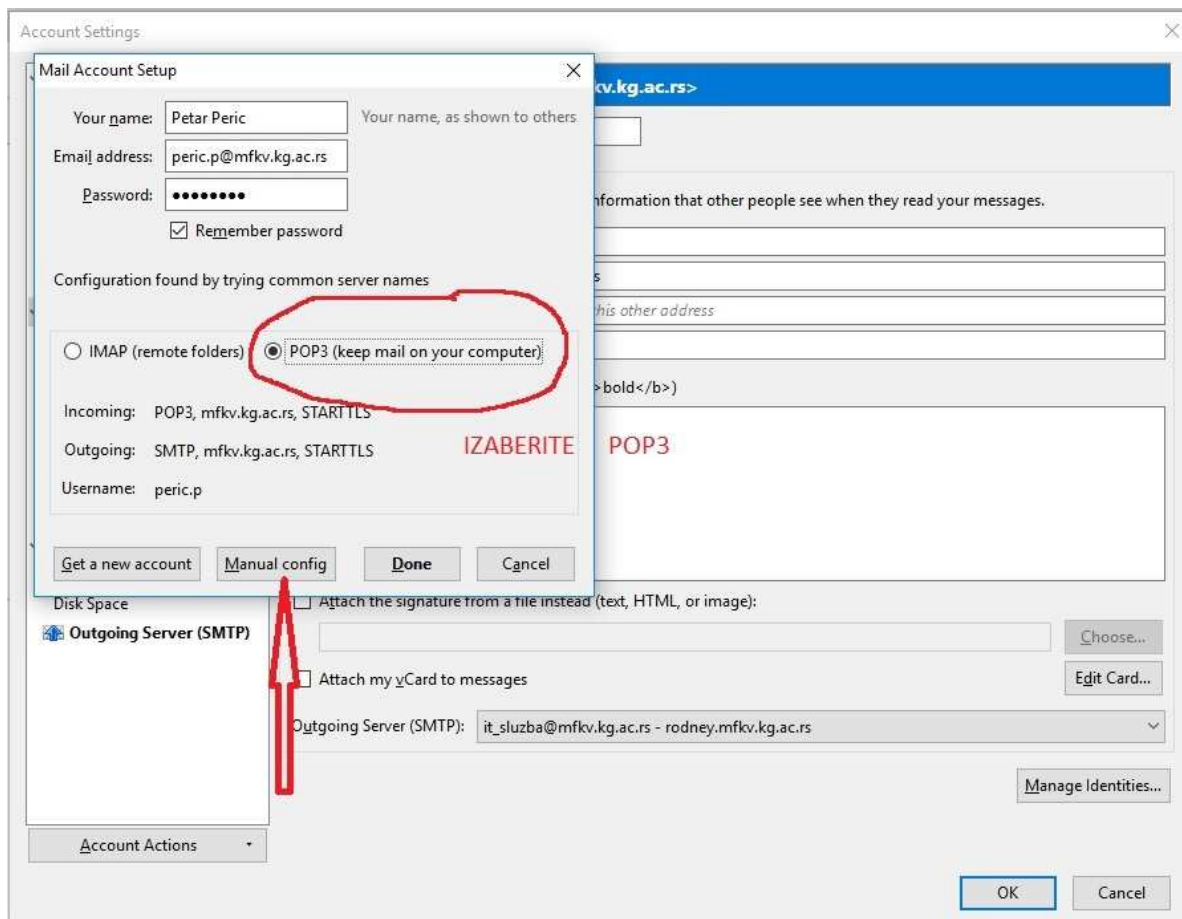 Account Settings
Mail Account Setup
kv.kg.ac.rs>
Your name: Petar Peric Your name, as shown to others
Email address: peric.p@mfkv.kg.ac.rs
Password: ••••••••
nformation that other people see when they read your messages.
Remember password
Configuration found by trying common server names
s
his other address
IMAP (remote folders) POP3 (keep mail on your computer)
>bold</b>)
Incoming: POP3, mfkv.kg.ac.rs, STARTTLS
Outgoing: SMTP, mfkv.kg.ac.rs, STARTTLS
IZABERITE POP3
Username: peric.p
Get a new account Manual config Done Cancel
Disk Space
Attach the signature from a file instead (text, HTML, or image):
Outgoing Server (SMTP)
Choose...
Attach my vCard to messages
Edit Card...
Outgoing Server (SMTP): it_sluzba@mfkv.kg.ac.rs - rodney.mfkv.kg.ac.rs
Manage Identities...
Account Actions
OK Cancel